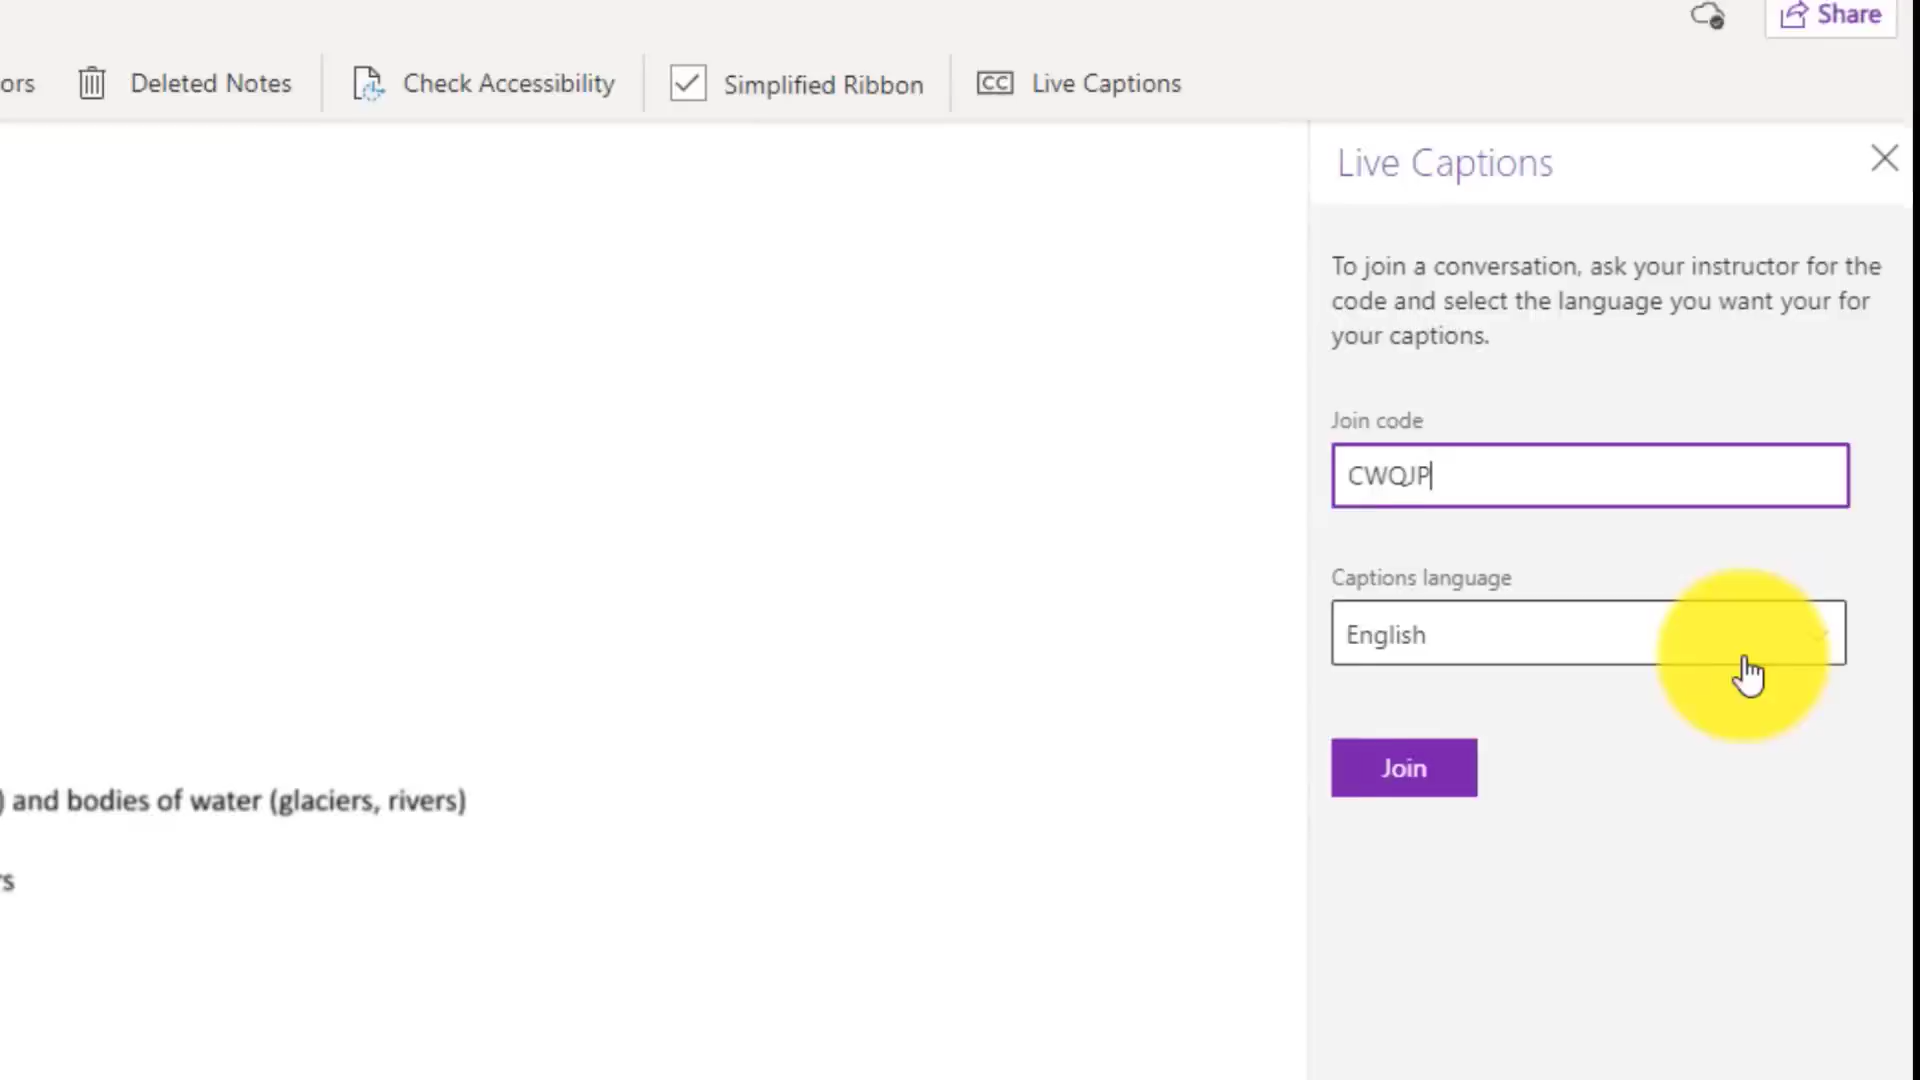 Share
ors Deleted Notes Check Accessibility Simplified Ribbon CC Live Captions
Live Captions
To join a conversation, ask your instructor for the
code and select the language you want your for
your captions.
Join code
CWQJP
Captions language
English
Join
) and bodies of water (glaciers, rivers)
rs